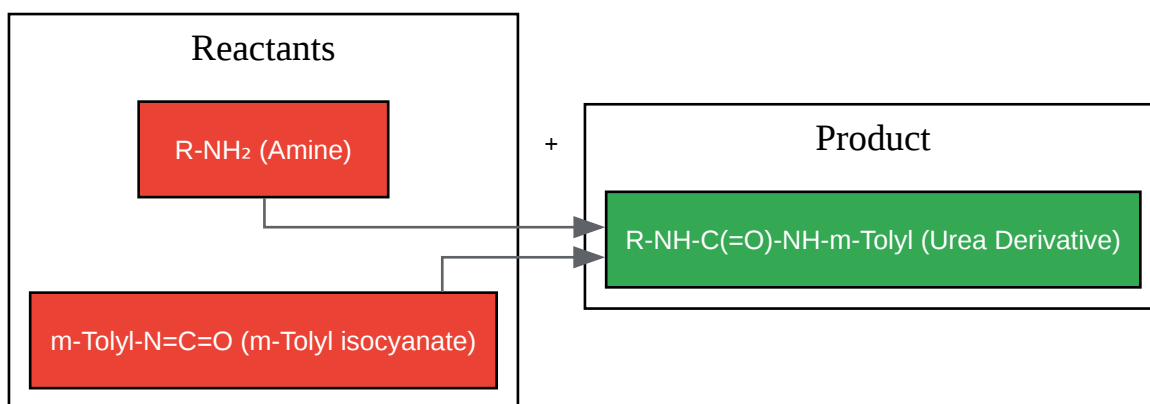 Reactants
R-NH₂ (Amine)
m-Tolyl-N=C=O (m-Tolyl isocyanate)
+
Product
R-NH-C(=O)-NH-m-Tolyl (Urea Derivative)